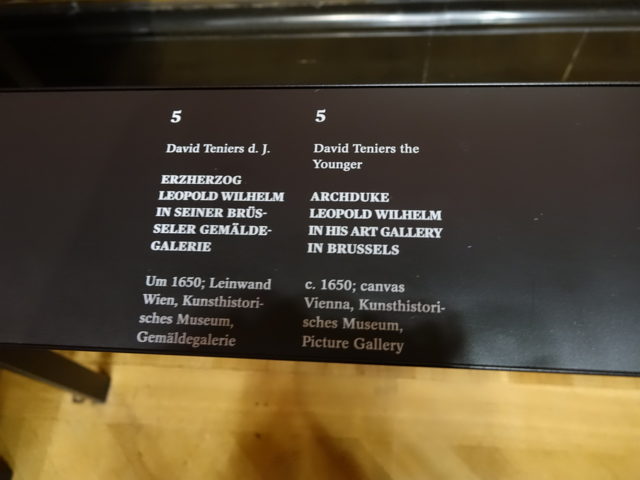 5
David Teniers d. J.
ERZHERZOG
LEOPOLD WILHELM
IN SEINER BRÜS-
SELER GEMÄLDE-
GALERIE
Um 1650; Leinwand
Wien, Kunsthistori-
sches Museum,
Gemäldegalerie
5
David Teniers the
Younger
ARCHDUKE
LEOPOLD WILHELM
IN HIS ART GALLERY
IN BRUSSELS
c. 1650; canvas
Vienna, Kunsthistori-
sches Museum,
Picture Gallery